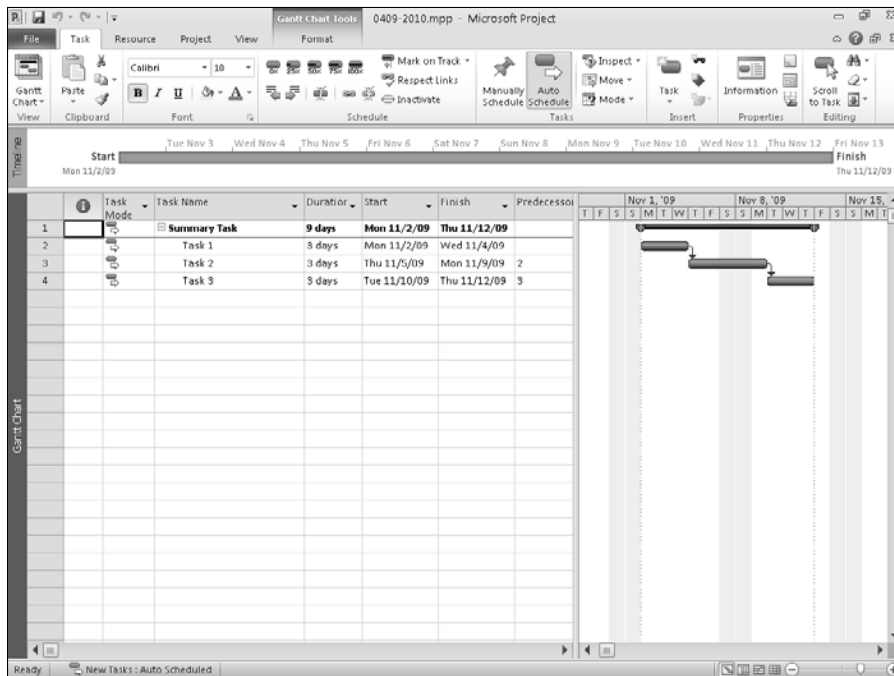 Gantt Chart Tools 0409-2010.mpp - Microsoft Project
File Task Resource Project View Format
Calibri 10
0% 25% 50% 75% 100%
Mark on Track
Respect Links
Inactivate
Inspect
Move
Mode
Gantt Chart
Paste
B I U A
Manually Schedule
Auto Schedule
Task
Information
Scroll to Task
View Clipboard Font Schedule Tasks Insert Properties Editing
Timeline
Tue Nov 3 Wed Nov 4 Thu Nov 5 Fri Nov 6 Sat Nov 7 Sun Nov 8 Mon Nov 9 Tue Nov 10 Wed Nov 11 Thu Nov 12 Fri Nov 13
Start
Mon 11/2/09
Finish
Thu 11/12/09
Task Mode Task Name Duration Start Finish Predecessor Nov 1, '09 Nov 8, '09 Nov 15,
T F S S M T W T F S S M T W T F S S M T
1 Summary Task 9 days Mon 11/2/09 Thu 11/12/09
2 Task 1 3 days Mon 11/2/09 Wed 11/4/09
3 Task 2 3 days Thu 11/5/09 Mon 11/9/09 2
4 Task 3 3 days Tue 11/10/09 Thu 11/12/09 3
Gantt Chart
Ready New Tasks : Auto Scheduled